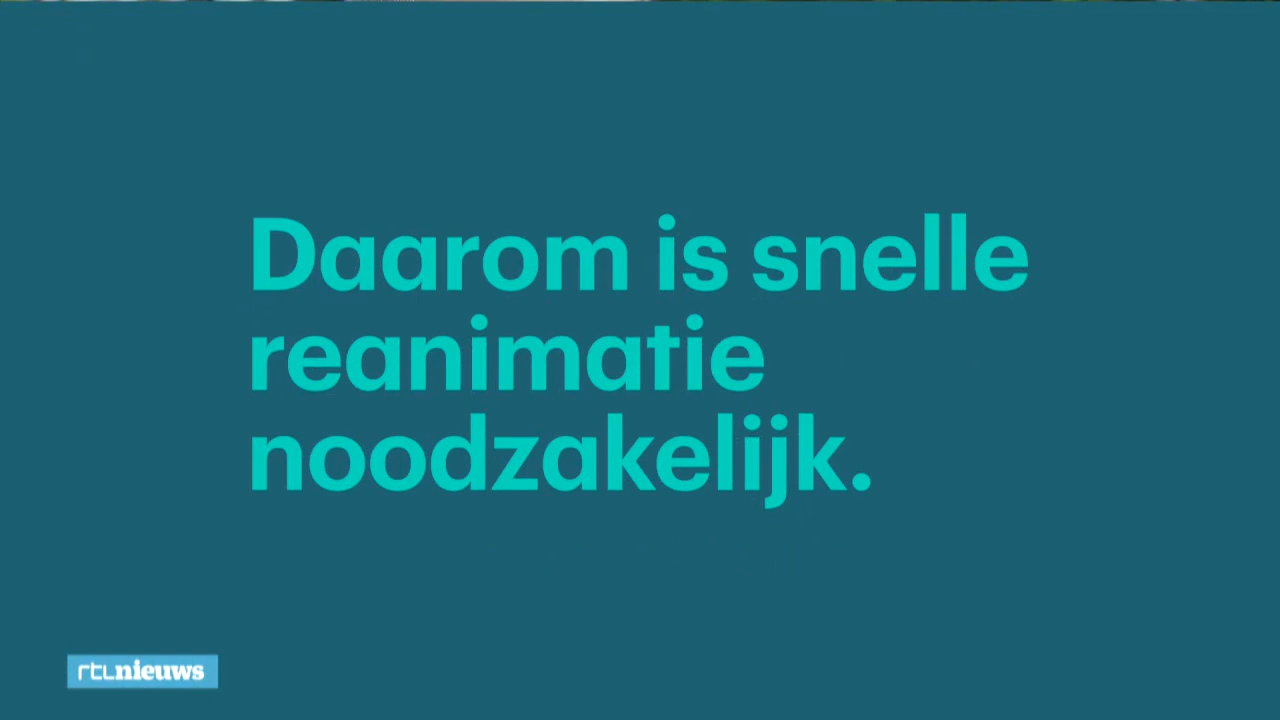 Daarom is snelle
reanimatie
noodzakelijk.
rtlnieuws